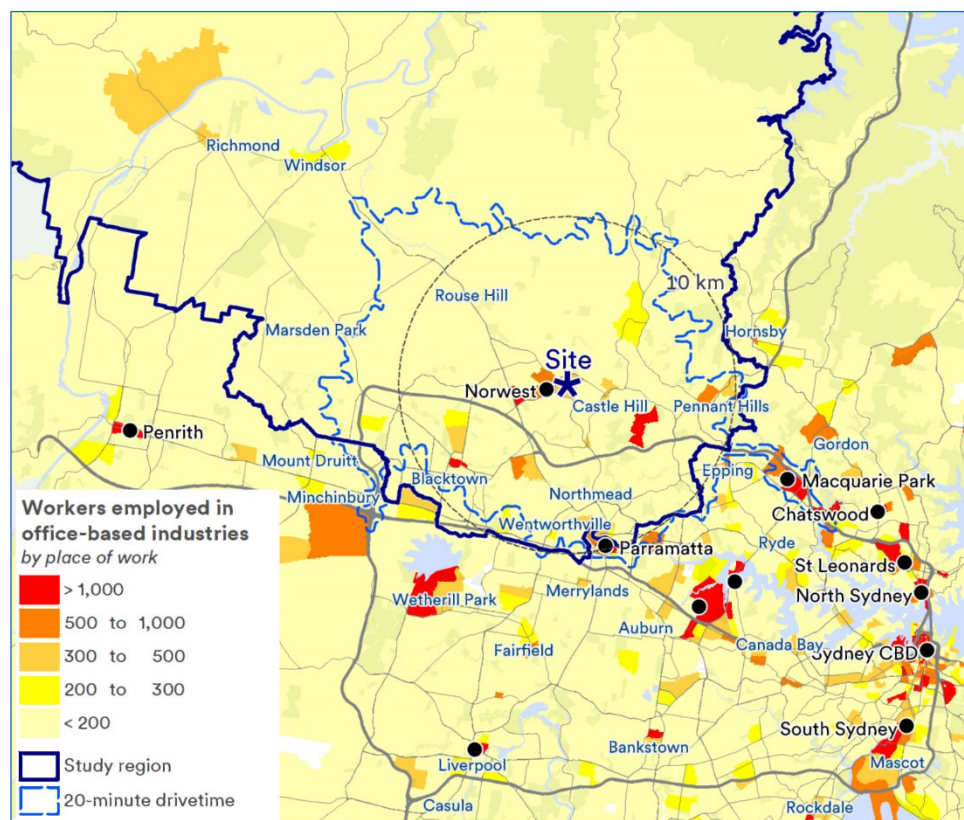 Richmond
Windsor
10 km
Rouse Hill
Marsden Park
Hornsby
Site
Norwest
Castle Hill
Pennant Hills
Penrith
Gordon
Mount Druitt
Epping
Blacktown
Macquarie Park
Minchinbury
Northmead
Chatswood
Wentworthville
Ryde
Parramatta
St Leonards
Merrylands
North Sydney
Wetherill Park
Auburn
Canada Bay
Sydney CBD
Fairfield
South Sydney
Bankstown
Liverpool
Mascot
Casula
Rockdale
Workers employed in
office-based industries
by place of work
> 1,000
500 to 1,000
300 to 500
200 to 300
< 200
Study region
20-minute drivetime